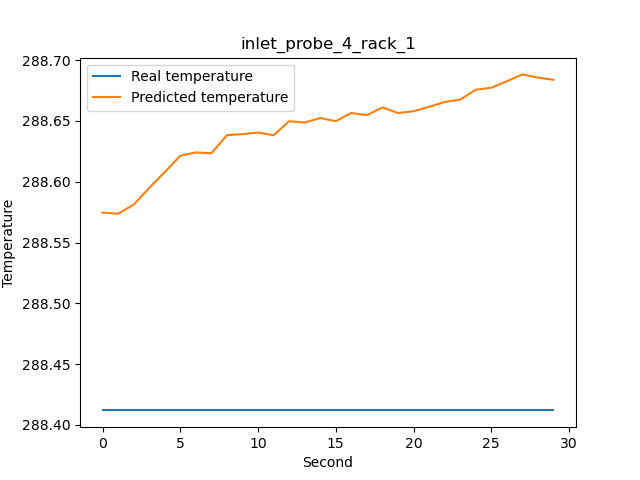 inlet_probe_4_rack_1
Real temperature
Predicted temperature
Temperature
288.70
288.65
288.60
288.55
288.50
288.45
288.40
0 5 10 15 20 25 30
Second